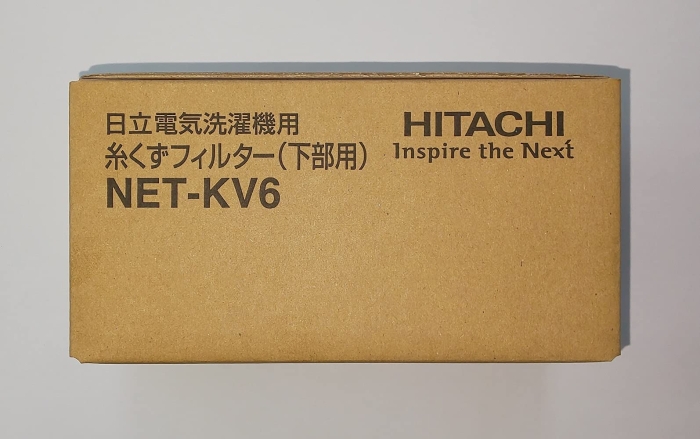 日立電気洗濯機用
糸くずフィルター(下部用)
NET-KV6
HITACHI
Inspire the Next